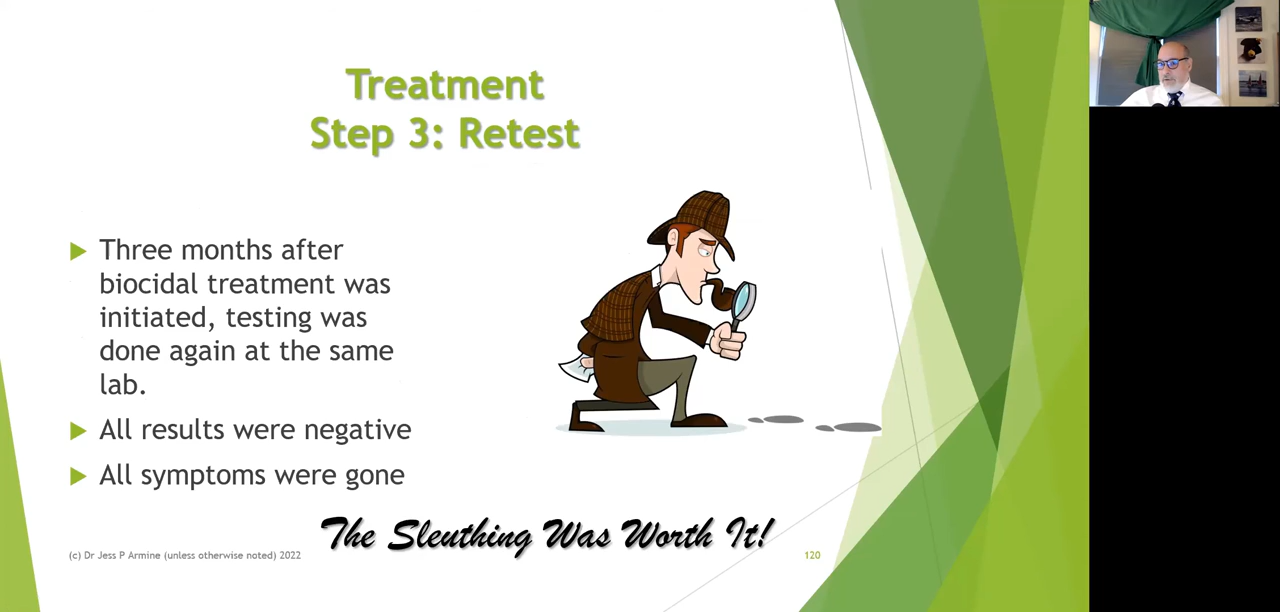 Treatment
Step 3: Retest
Three months after
biocidal treatment was
initiated, testing was
done again at the same
lab.
All results were negative
All symptoms were gone
The Sleuthing Was Worth It!
(c) Dr Jess P Armine (unless otherwise noted) 2022
120